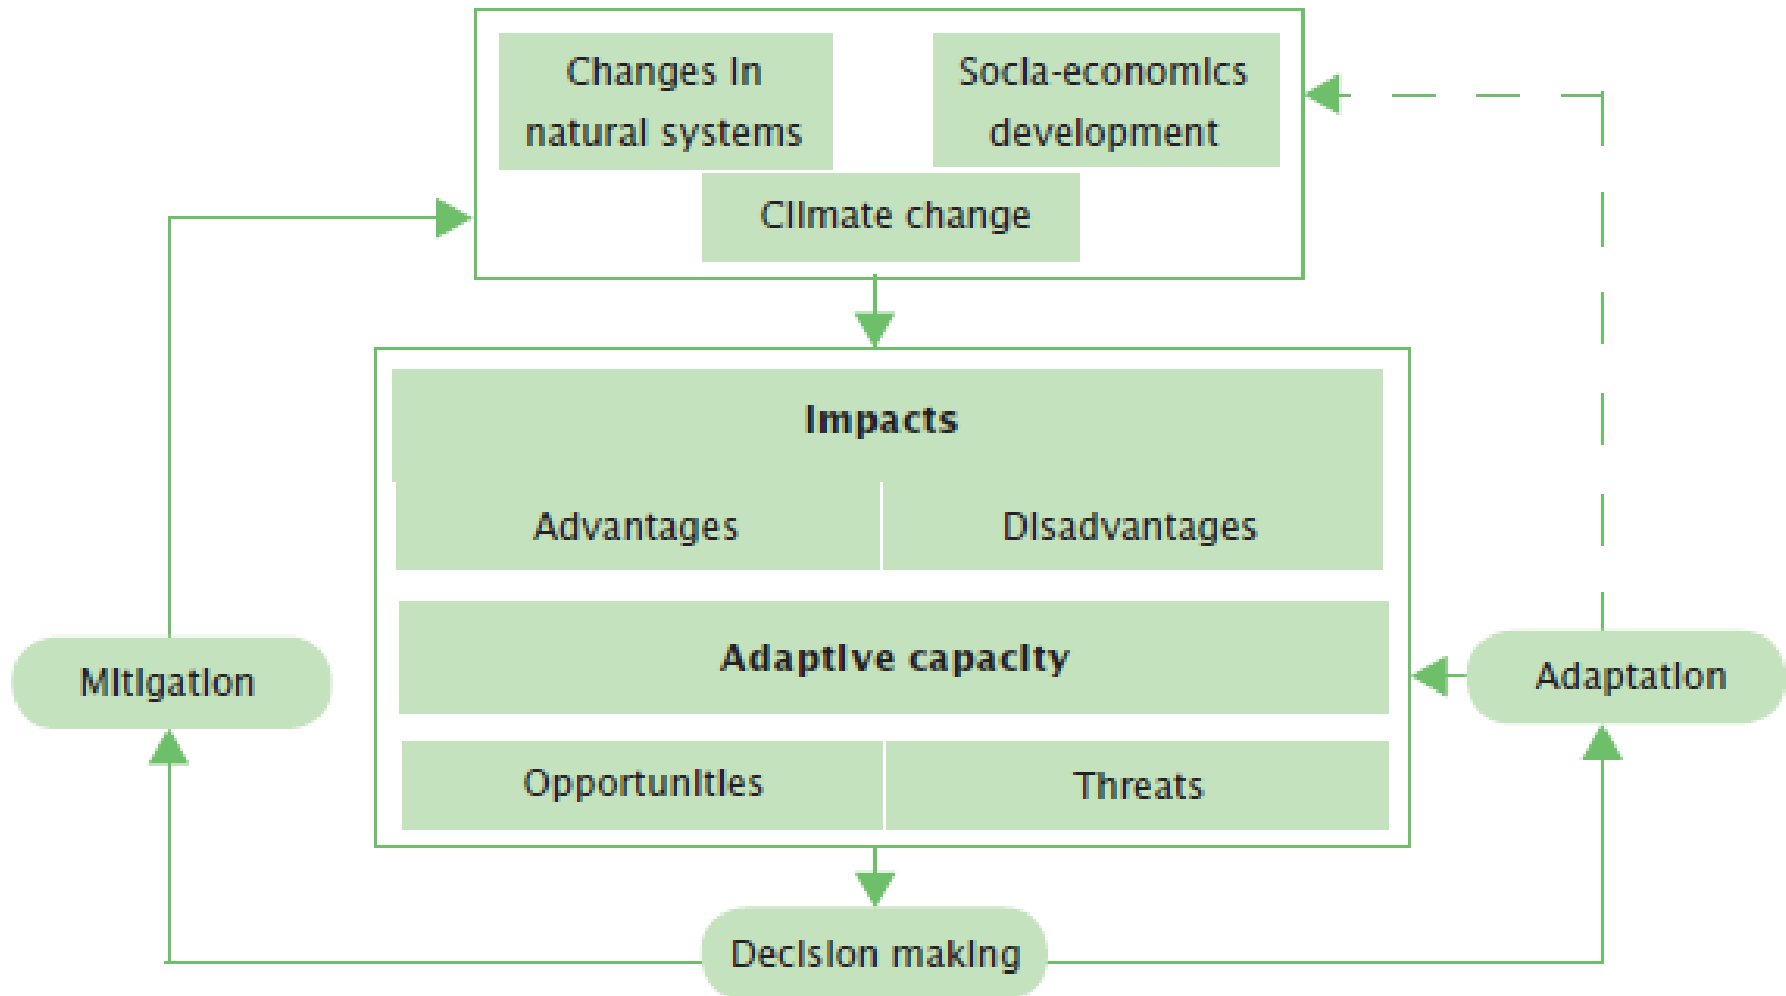 Changes in
natural systems
Socia-economics
development
Climate change
Impacts
Advantages
Disadvantages
Adaptive capacity
Mitigation
Adaptation
Opportunities
Threats
Decision making